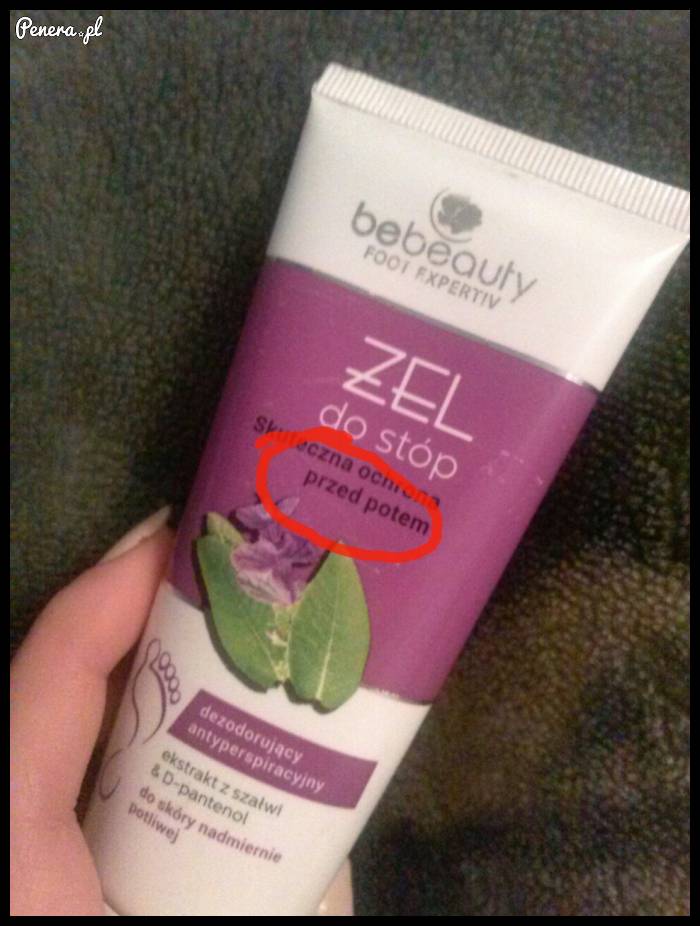 Penera.pl
bebeauty
FOOT EXPERTIV
ŻEL
do stóp
skuteczna ochrona
przed potem
dezodorujący
antyperspiracyjny
ekstrakt z szałwi
& D-pantenol
do skóry nadmiernie
potliwej